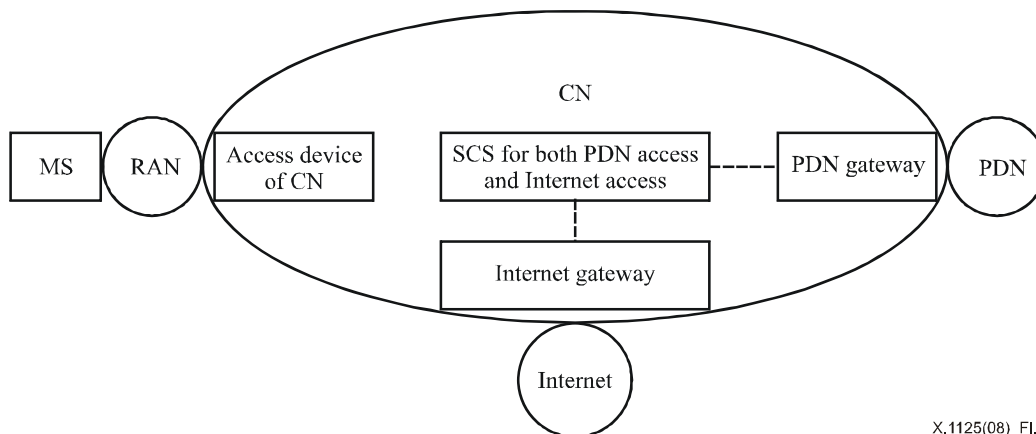 CN
MS
RAN
Access device
of CN
SCS for both PDN access
and Internet access
PDN gateway
PDN
Internet gateway
Internet
X.1125(08)